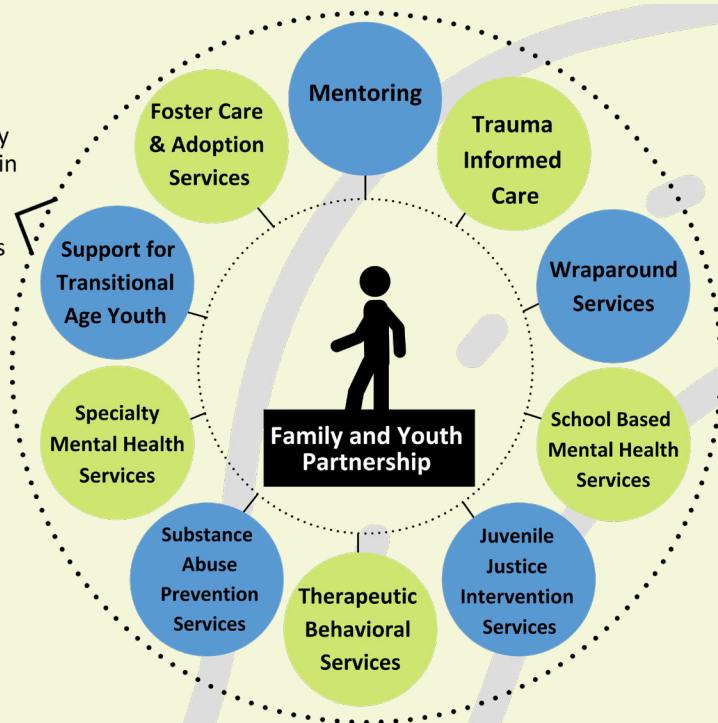 y
in
s
Mentoring
Trauma
Informed
Care
Wraparound
Services
School Based
Mental Health
Services
Juvenile
Justice
Intervention
Services
Therapeutic
Behavioral
Services
Substance
Abuse
Prevention
Services
Specialty
Mental Health
Services
Support for
Transitional
Age Youth
Foster Care
& Adoption
Services
Family and Youth
Partnership